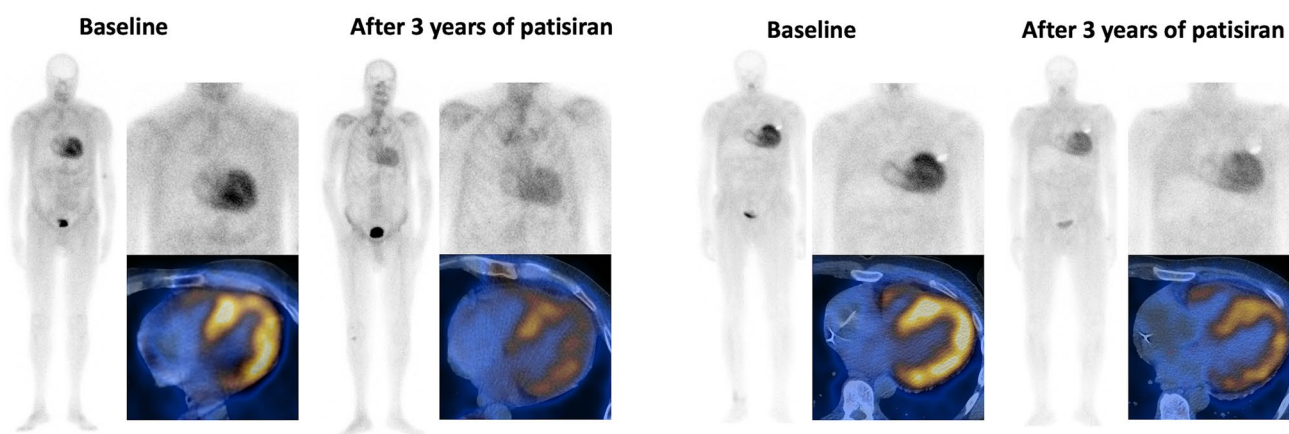 Baseline
After 3 years of patisiran
Baseline
After 3 years of patisiran